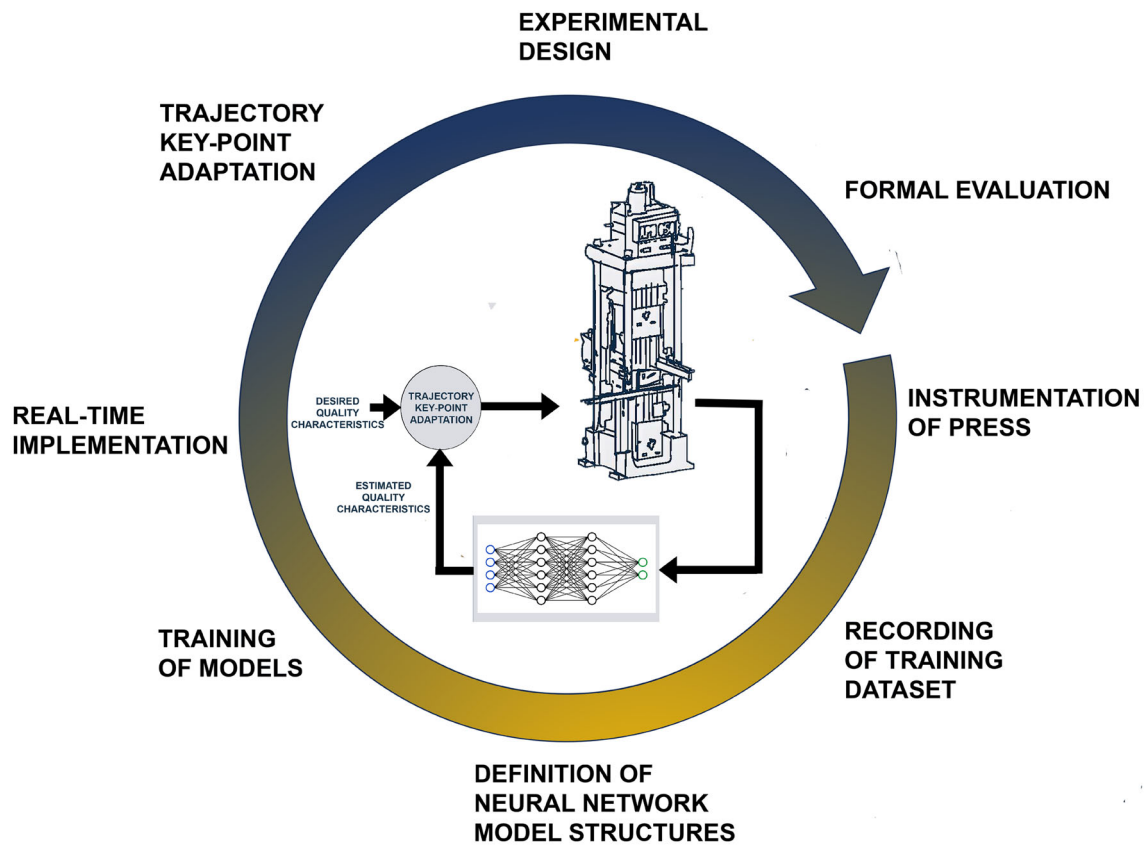 EXPERIMENTAL
DESIGN
TRAJECTORY
KEY-POINT
ADAPTATION
FORMAL EVALUATION
INSTRUMENTATION
OF PRESS
REAL-TIME
IMPLEMENTATION
DESIRED
QUALITY
CHARACTERISTICS
TRAJECTORY
KEY-POINT
ADAPTATION
ESTIMATED
QUALITY
CHARACTERISTICS
TRAINING
OF MODELS
RECORDING
OF TRAINING
DATASET
DEFINITION OF
NEURAL NETWORK
MODEL STRUCTURES